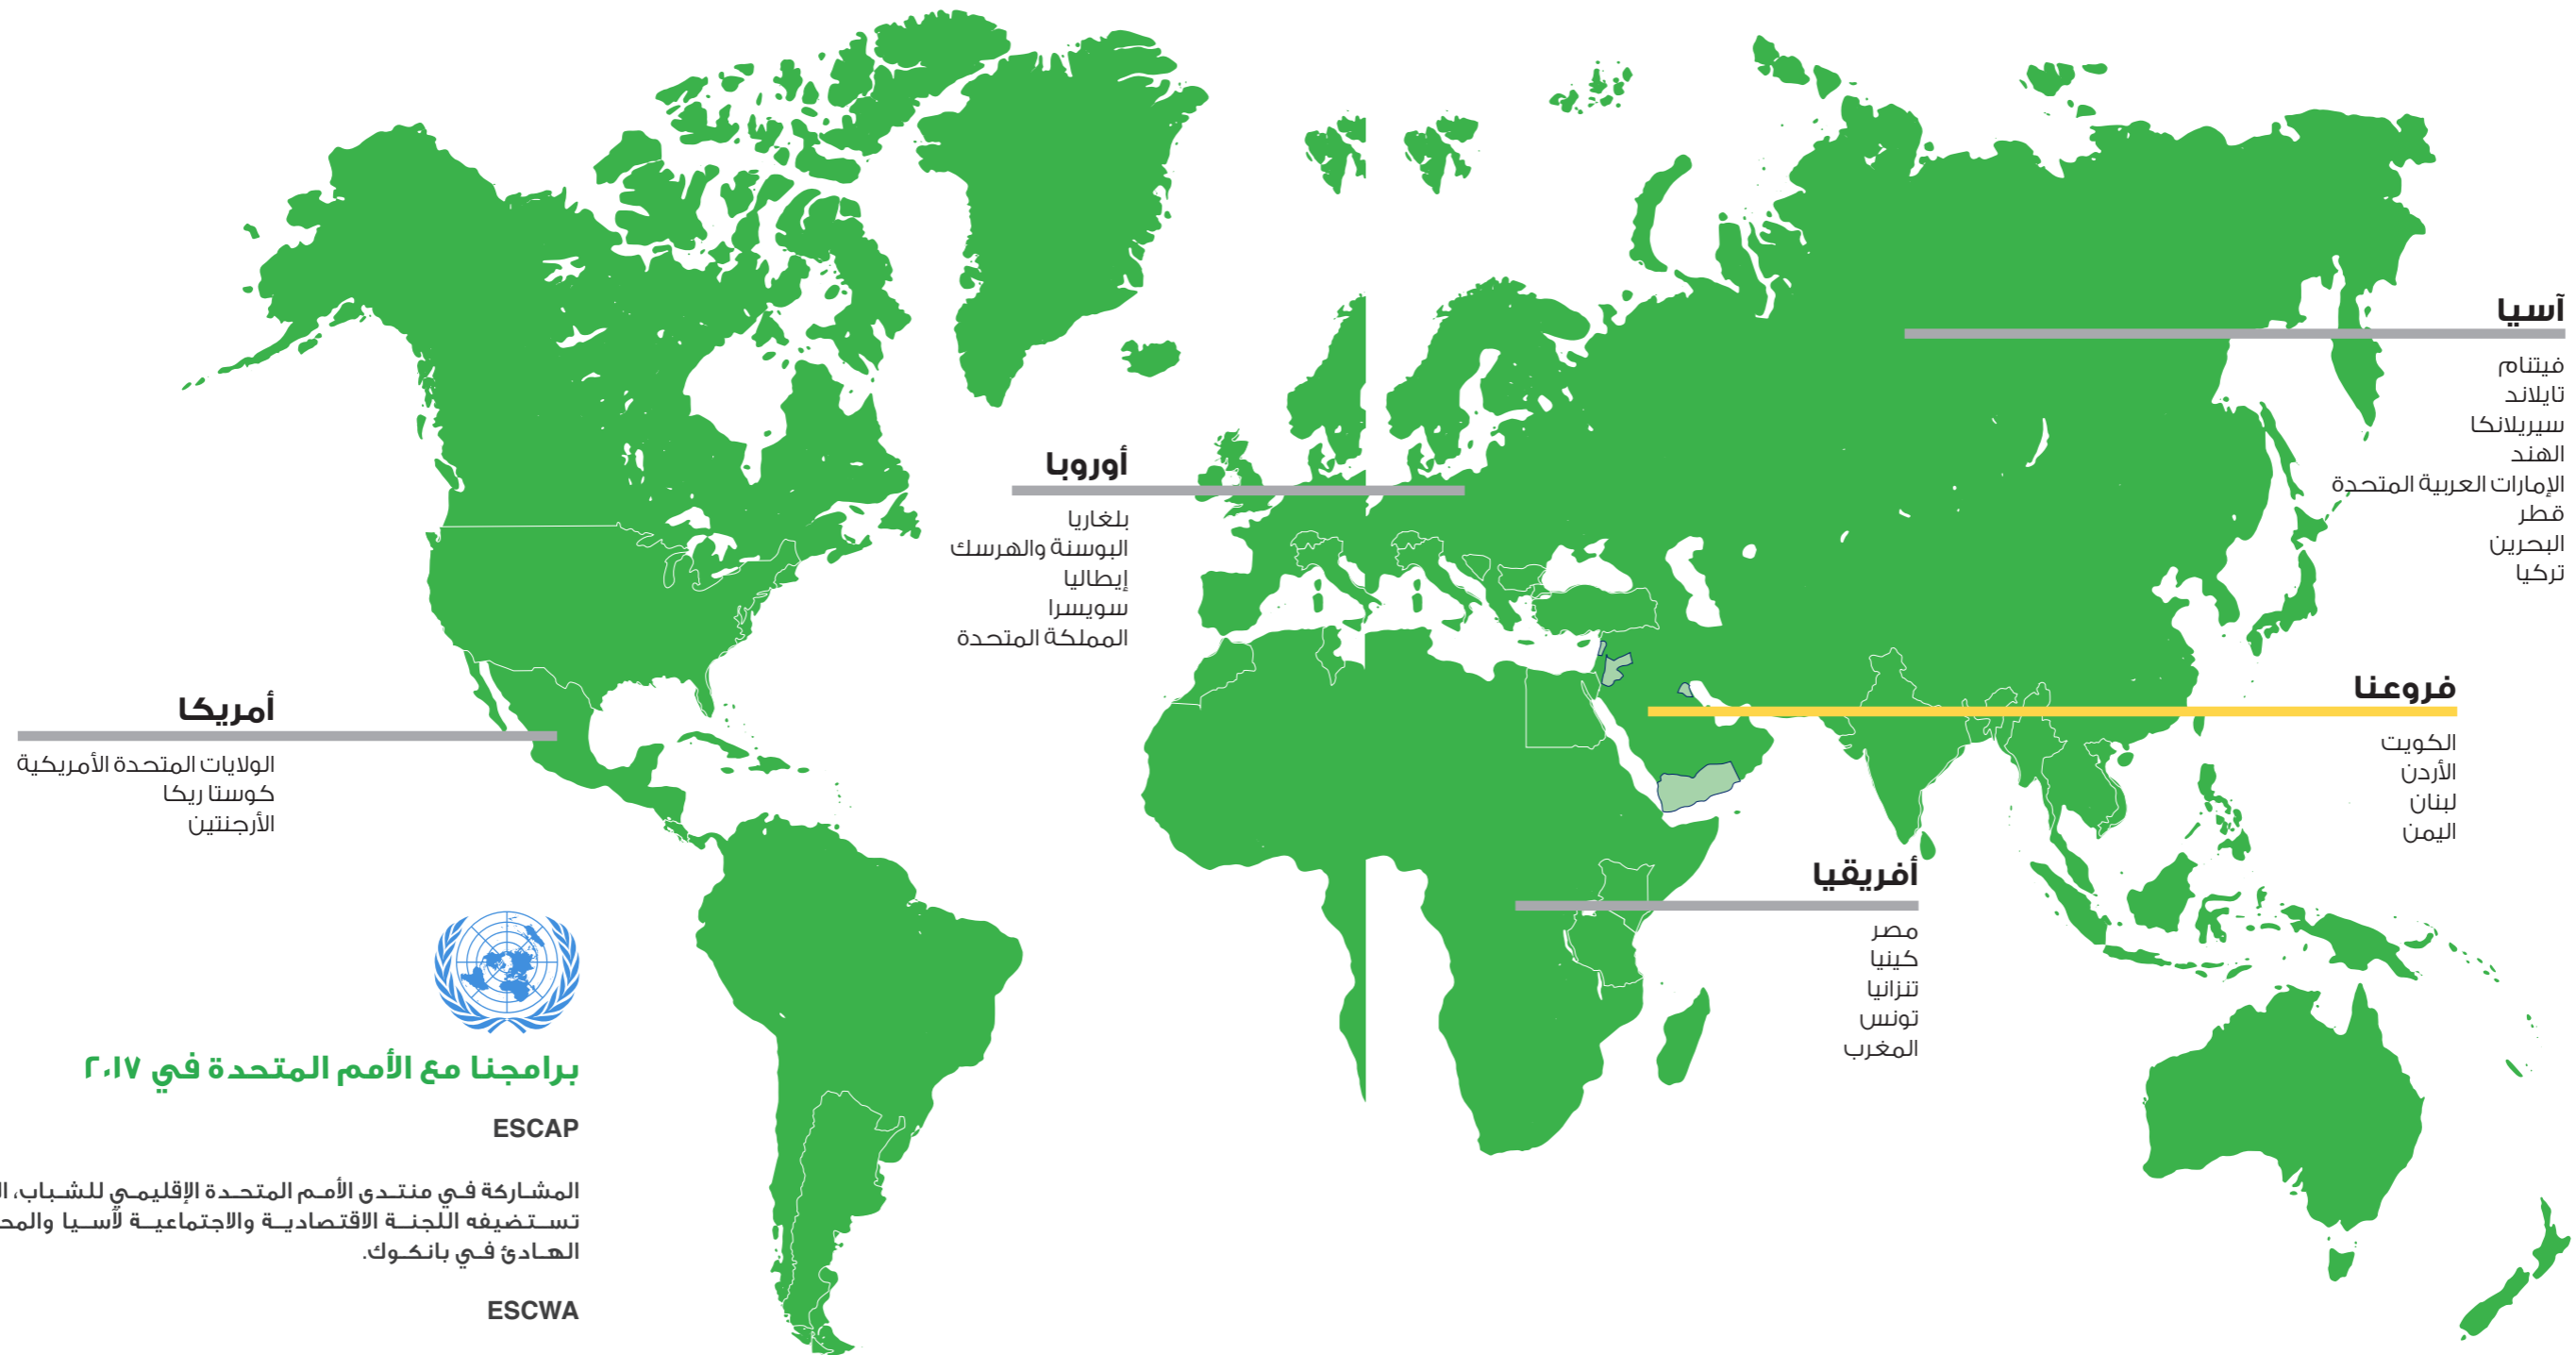 آسيا
فيتنام
تايلاند
سيريلانكا
الهند
الإمارات العربية المتحدة
قطر
البحرين
تركيا
فروعنا
الكويت
الأردن
لبنان
اليمن
أفريقيا
مصر
كينيا
تنزانيا
تونس
المغرب
أوروبا
بلغاريا
البوسنة والهرسك
إيطاليا
سويسرا
المملكة المتحدة
أمريكا
الولايات المتحدة الأمريكية
كوستا ريكا
الأرجنتين
برامجنا مع الأمم المتحدة في ٢٠١٧
ESCAP
المشاركة في منتدى الأمم المتحدة الإقليمي للشباب،
تستضيفه اللجنة الاقتصادية والاجتماعية لآسيا
الهادئ في بانكوك.
ESCWA